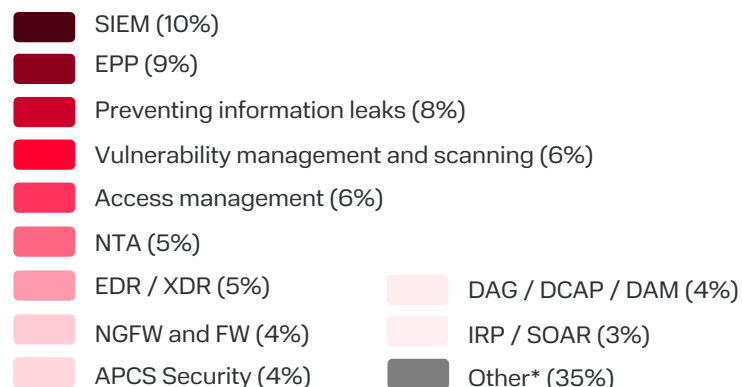 SIEM (10%)
EPP (9%)
Preventing information leaks (8%)
Vulnerability management and scanning (6%)
Access management (6%)
NTA (5%)
EDR / XDR (5%)
NGFW and FW (4%)
APCS Security (4%)
DAG / DCAP / DAM (4%)
IRP / SOAR (3%)
Other* (35%)